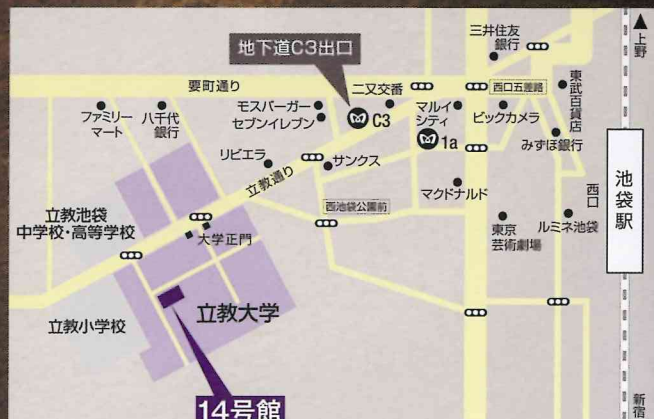 三井住友
銀行
▲上野
地下道C3出口
要町通り
二又交番
西口五差路
東武百貨店
ファミリー
マート
八千代
銀行
モスバーガー
セブンイレブン
C3
マルイ
シティ
1a
ビックカメラ
みずほ銀行
リビエラ
サンクス
立教通り
マクドナルド
西口
池袋駅
立教池袋
中学校・高等学校
大学正門
西池袋公園前
東京
芸術劇場
ルミネ池袋
立教小学校
立教大学
14号館
新宿